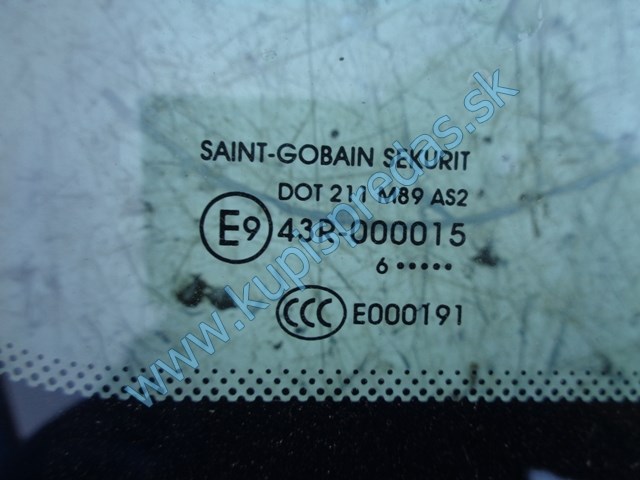 SAINT-GOBAIN SEKURIT
DOT 211 M89 AS2
E9 43R-000015
6 •••••
CCC E000191
www.kupispredas.sk